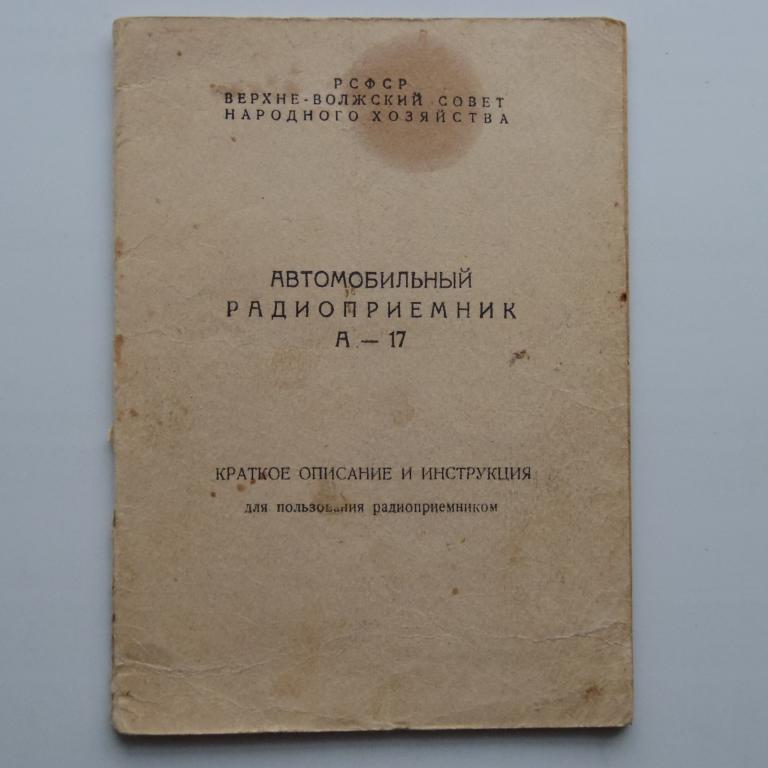 РСФСР
ВЕРХНЕ-ВОЛЖСКИЙ СОВЕТ
НАРОДНОГО ХОЗЯЙСТВА
АВТОМОБИЛЬНЫЙ
РАДИОПРИЕМНИК
А — 17
КРАТКОЕ ОПИСАНИЕ И ИНСТРУКЦИЯ
для пользования радиоприемником